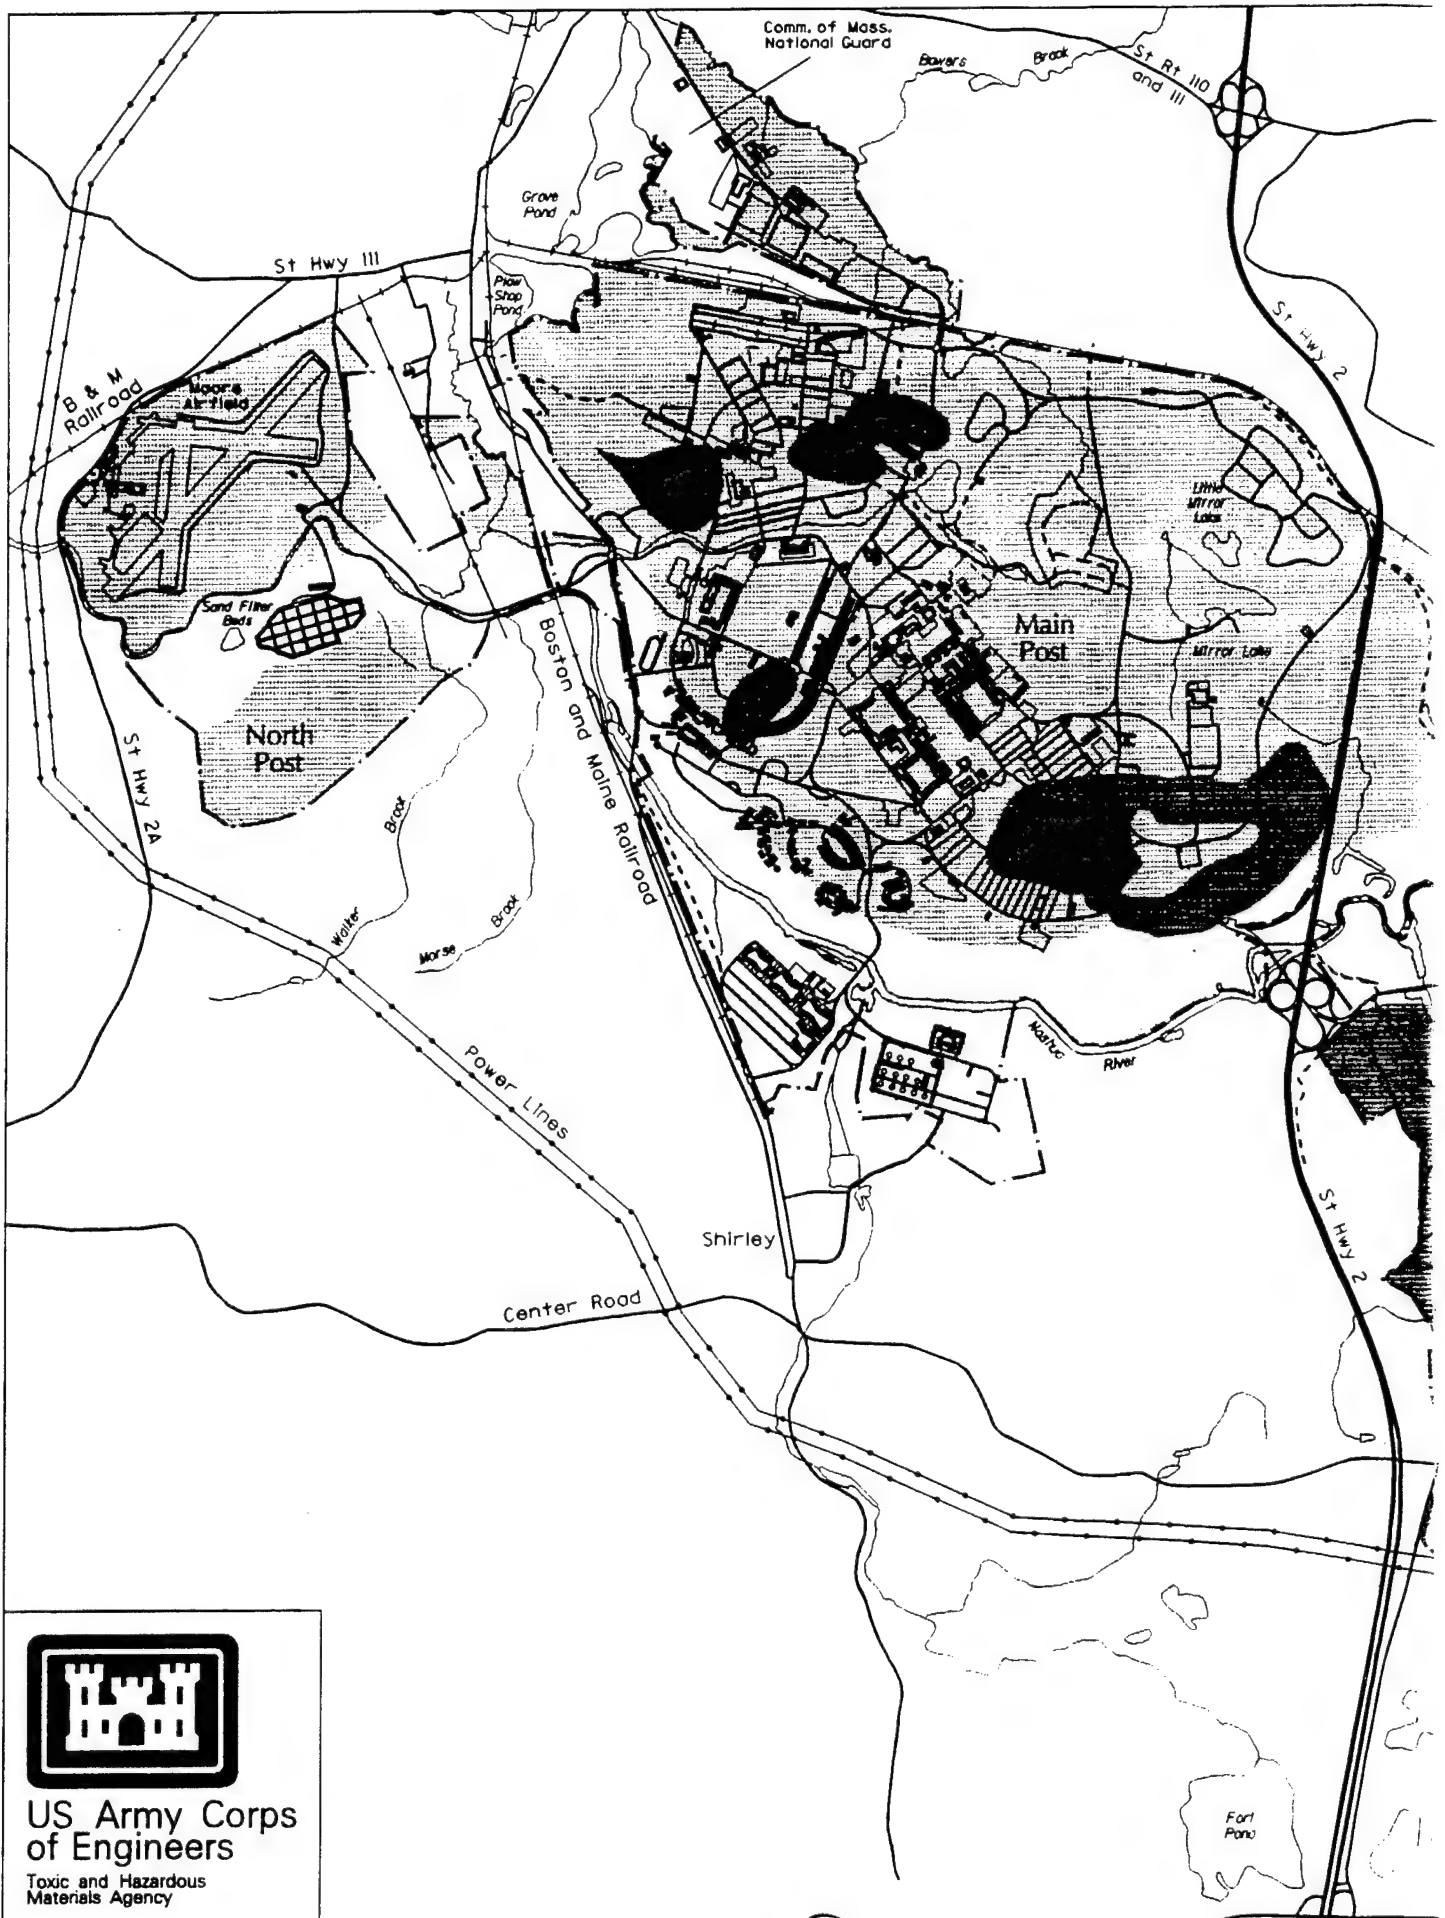 Comm. of Mass.
National Guard
Bowers Brook
St Rt 110
and 111
Grove
Pond
St Hwy 111
Plow
Shop
Pond
St Hwy 2
B & M
Railroad
Moore
Airfield
Little
Mirror
Lake
Sand Filter
Beds
Main
Post
Mirror Lake
North
Post
Boston and Maine Railroad
St Hwy 2A
Walker Brook
Morse Brook
Nashua River
Power Lines
St Hwy 2
Shirley
Center Road
Fort
Pond
US Army Corps
of Engineers
Toxic and Hazardous
Materials Agency